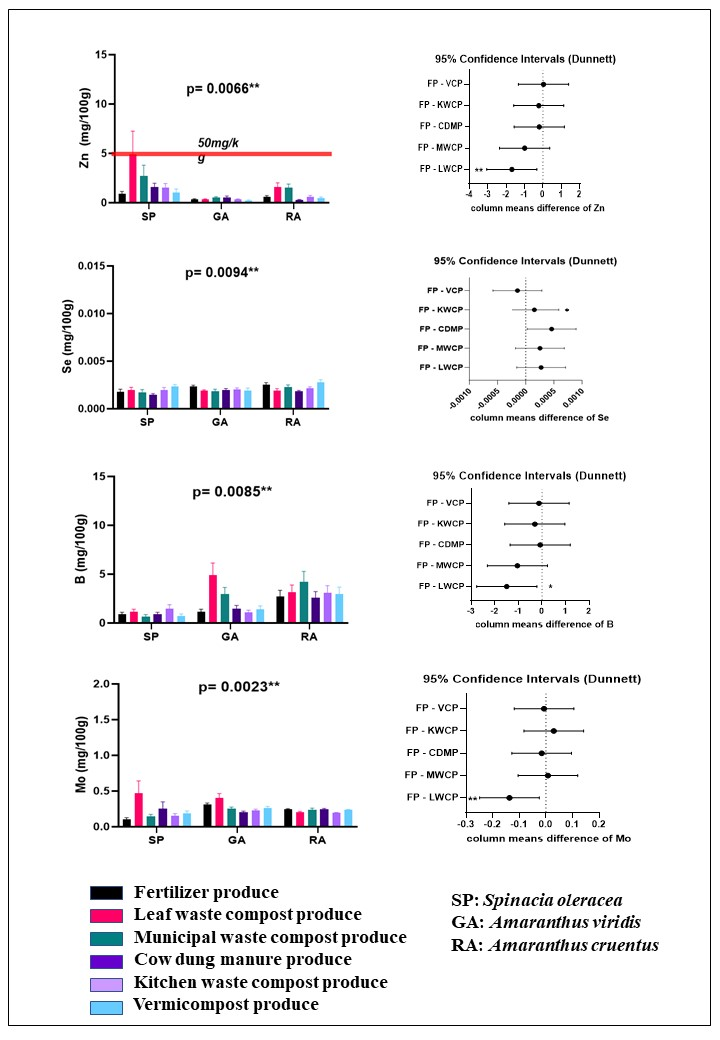 15
10
5
0
Zn (mg/100g)
p= 0.0066**
50mg/k
g
SP
GA
RA
95% Confidence Intervals (Dunnett)
FP - VCP
FP - KWCP
FP - CDMP
FP - MWCP
FP - LWCP
**
-4 -3 -2 -1 0 1 2
column means difference of Zn
0.015
0.010
0.005
0.000
Se (mg/100g)
p= 0.0094**
SP
GA
RA
95% Confidence Intervals (Dunnett)
FP - VCP
FP - KWCP
FP - CDMP
FP - MWCP
FP - LWCP
-0.0010 -0.0005 0.0000 0.0005 0.0010
column means difference of Se
15
10
5
0
B (mg/100g)
p= 0.0085**
SP
GA
RA
95% Confidence Intervals (Dunnett)
FP - VCP
FP - KWCP
FP - CDMP
FP - MWCP
FP - LWCP
*
-3 -2 -1 0 1 2
column means difference of B
2.0
1.5
1.0
0.5
0.0
Mo (mg/100g)
p= 0.0023**
SP
GA
RA
95% Confidence Intervals (Dunnett)
FP - VCP
FP - KWCP
FP - CDMP
FP - MWCP
FP - LWCP
**
-0.3 -0.2 -0.1 0.0 0.1 0.2
column means difference of Mo
Fertilizer produce
Leaf waste compost produce
Municipal waste compost produce
Cow dung manure produce
Kitchen waste compost produce
Vermicompost produce
SP: Spinacia oleracea
GA: Amaranthus viridis
RA: Amaranthus cruentus